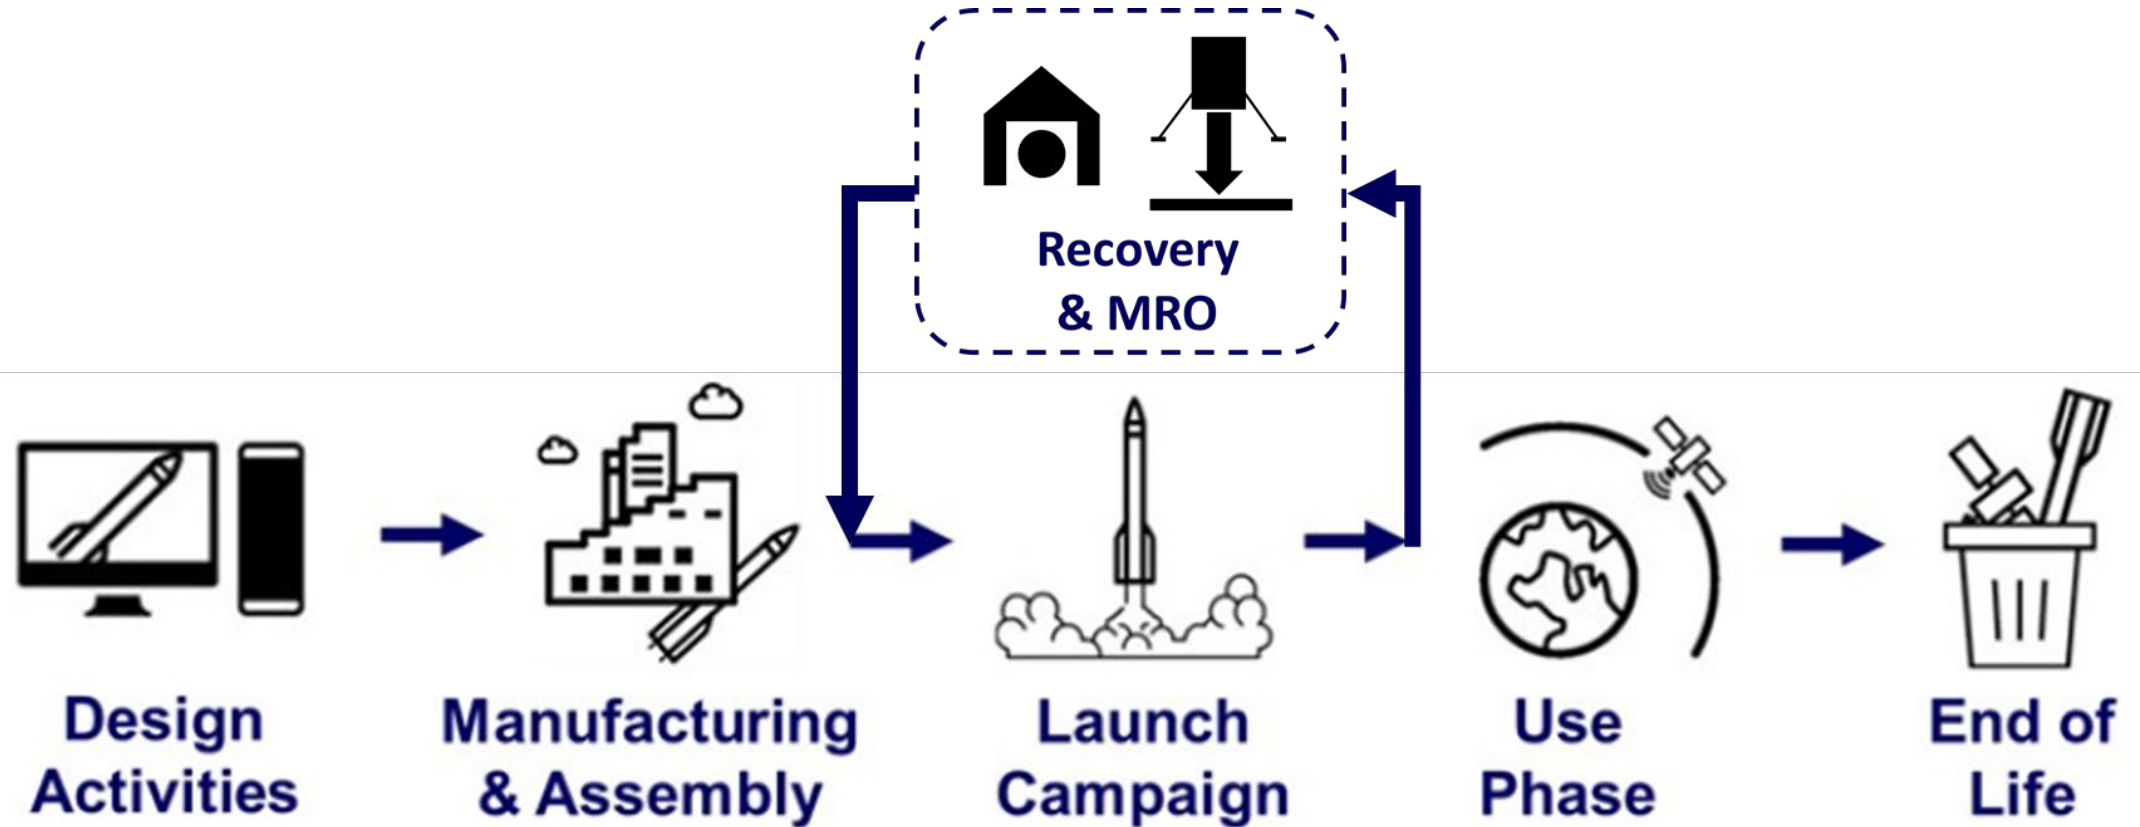 Recovery
& MRO
Design
Activities
Manufacturing
& Assembly
Launch
Campaign
Use
Phase
End of
Life